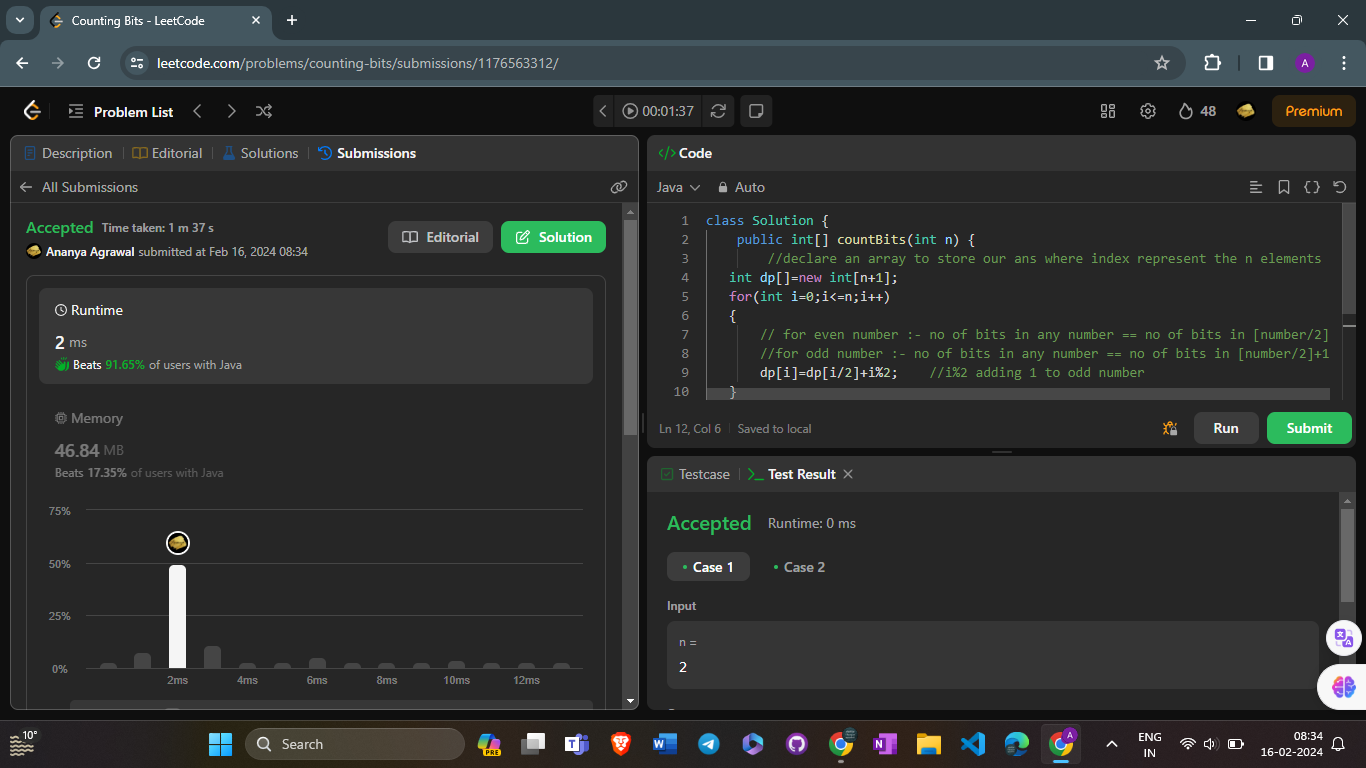 Counting Bits - LeetCode
leetcode.com/problems/counting-bits/submissions/1176563312/
A
Problem List
00:01:37
48
Premium
Description
Editorial
Solutions
Submissions
All Submissions
Accepted Time taken: 1 m 37 s
Ananya Agrawal submitted at Feb 16, 2024 08:34
Editorial
Solution
Runtime
2 ms
Beats 91.65% of users with Java
Memory
46.84 MB
Beats 17.35% of users with Java
75%
50%
25%
0%
2ms 4ms 6ms 8ms 10ms 12ms
</> Code
Java Auto
1 class Solution {
2 public int[] countBits(int n) {
3 //declare an array to store our ans where index represent the n elements
4 int dp[]=new int[n+1];
5 for(int i=0;i<=n;i++)
6 {
7 // for even number :- no of bits in any number == no of bits in [number/2]
8 //for odd number :- no of bits in any number == no of bits in [number/2]+1
9 dp[i]=dp[i/2]+i%2; //i%2 adding 1 to odd number
10 }
Ln 12, Col 6 Saved to local
Run
Submit
Testcase
Test Result
Accepted Runtime: 0 ms
Case 1
Case 2
Input
n =
2
10°
Search
PRE
A
ENG
IN
08:34
16-02-2024